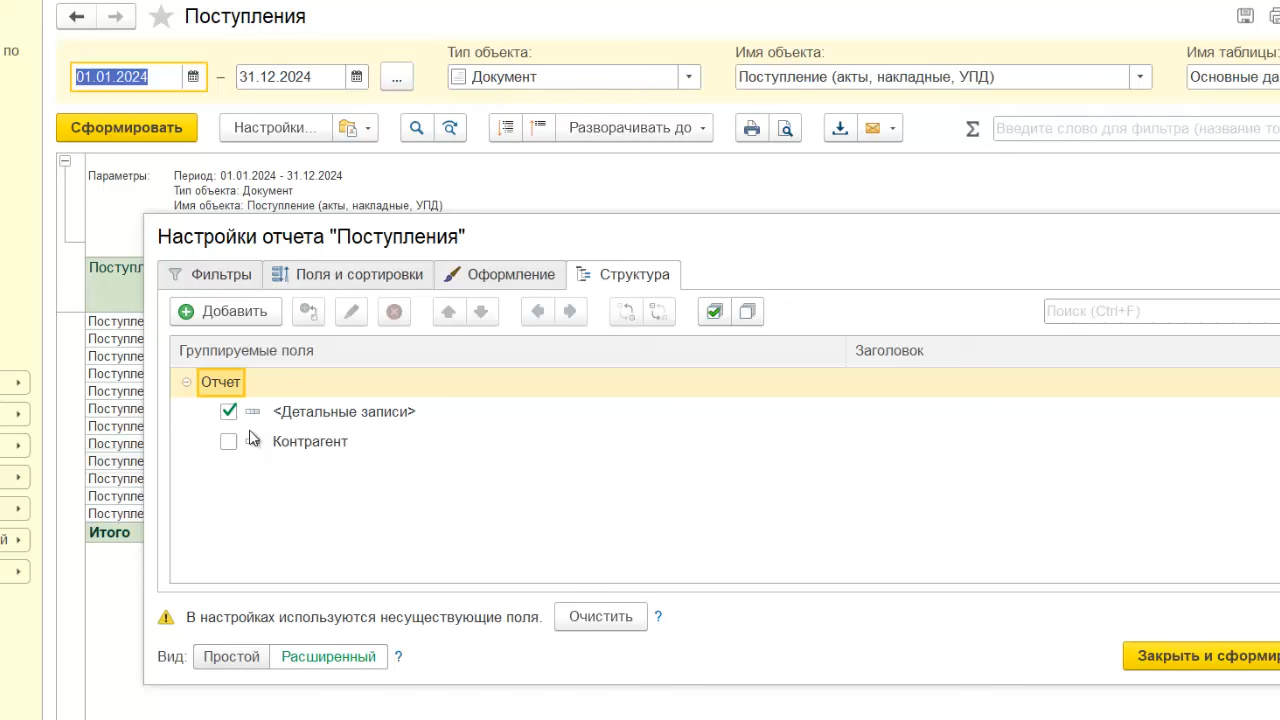 по
Поступления
01.01.2024 – 31.12.2024 ...
Тип объекта:
Документ
Имя объекта:
Поступление (акты, накладные, УПД)
Имя таблицы:
Основные да
Сформировать
Настройки...
Разворачивать до
Σ
Введите слово для фильтра (название то
Параметры:
Период: 01.01.2024 - 31.12.2024
Тип объекта: Документ
Имя объекта: Поступление (акты, накладные, УПД)
Поступл
Поступле
Поступле
Поступле
Поступле
Поступле
Поступле
Поступле
Поступле
Поступле
Поступле
Поступле
Поступле
Итого
й
Настройки отчета "Поступления"
Фильтры
Поля и сортировки
Оформление
Структура
Добавить
Поиск (Ctrl+F)
Группируемые поля
Заголовок
Отчет
<Детальные записи>
Контрагент
В настройках используются несуществующие поля.
Очистить
?
Вид:
Простой
Расширенный
?
Закрыть и сформир